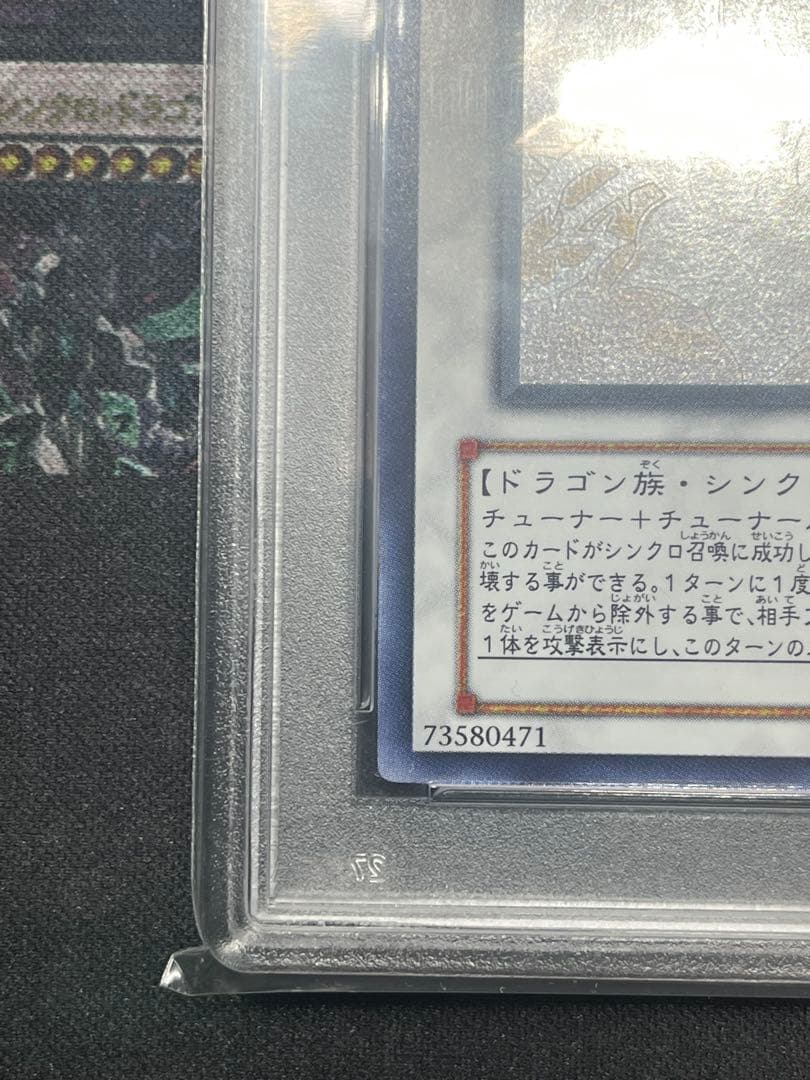 【ドラゴン族・シンク
チューナー＋チューナー
このカードがシンクロ召喚に成功し
壊する事ができる。1ターンに1度
をゲームから除外する事で、相手
1体を攻撃表示にし、このターンの
73580471
27